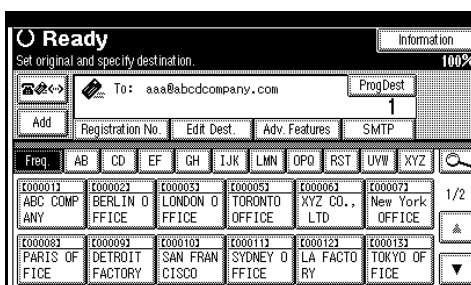 Ready
Information
Set original and specify destination.
100%
To: aaa@abcdcompany.com
ProgDest
1
Add
Registration No.
Edit Dest.
Adv. Features
SMTP
Freq. AB CD EF GH IJK LMN OPQ RST UVW XYZ
[00001] [00002] [00003] [00005] [00006] [00007]
ABC COMP BERLIN O LONDON O TORONTO XYZ CO., New York
ANY FFICE FFICE OFFICE LTD OFFICE
1/2
[00008] [00009] [00010] [00011] [00012] [00013]
PARIS OF DETROIT SAN FRAN SYDNEY O LA FACTO TOKYO OF
FICE FACTORY CISCO FFICE RY FICE